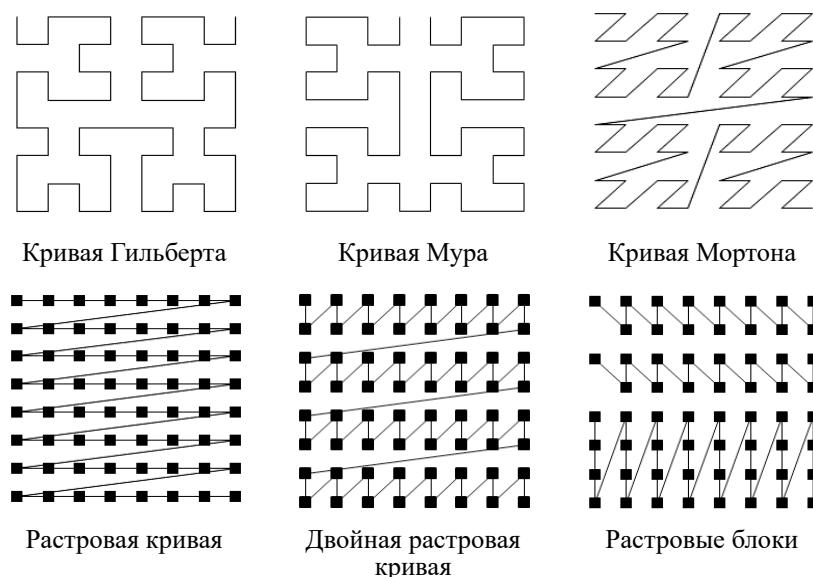 Кривая Гильберта
Кривая Мура
Кривая Мортона
Растровая кривая
Двойная растровая
кривая
Растровые блоки